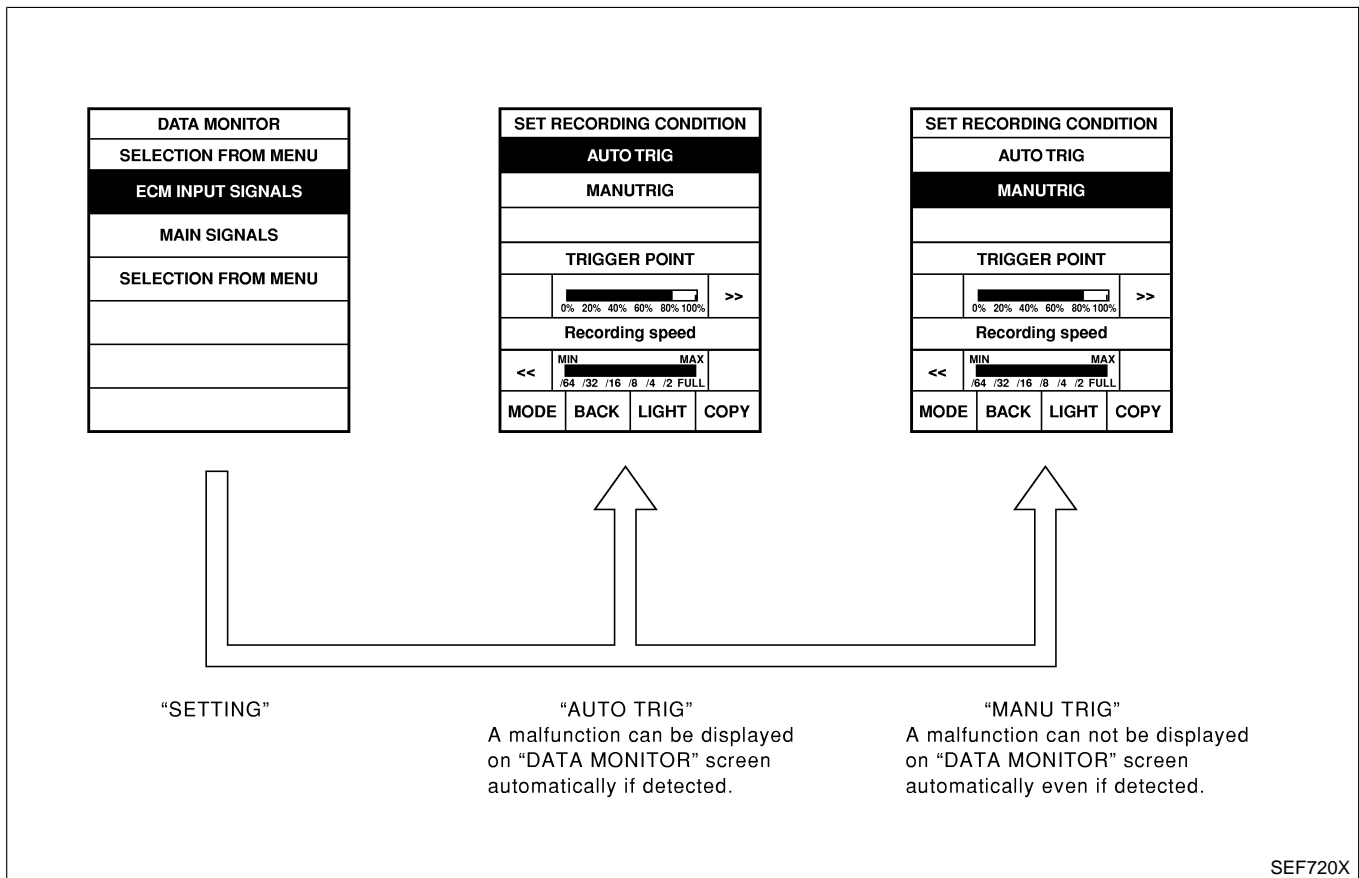 DATA MONITOR
SELECTION FROM MENU
ECM INPUT SIGNALS
MAIN SIGNALS
SELECTION FROM MENU
SET RECORDING CONDITION
AUTO TRIG
MANUTRIG
TRIGGER POINT
>>
0% 20% 40% 60% 80% 100%
Recording speed
MIN MAX
<<
/64 /32 /16 /8 /4 /2 FULL
MODE BACK LIGHT COPY
SET RECORDING CONDITION
AUTO TRIG
MANUTRIG
TRIGGER POINT
>>
0% 20% 40% 60% 80% 100%
Recording speed
MIN MAX
<<
/64 /32 /16 /8 /4 /2 FULL
MODE BACK LIGHT COPY
“SETTING”
“AUTO TRIG”
A malfunction can be displayed
on “DATA MONITOR” screen
automatically if detected.
“MANU TRIG”
A malfunction can not be displayed
on “DATA MONITOR” screen
automatically even if detected.
SEF720X